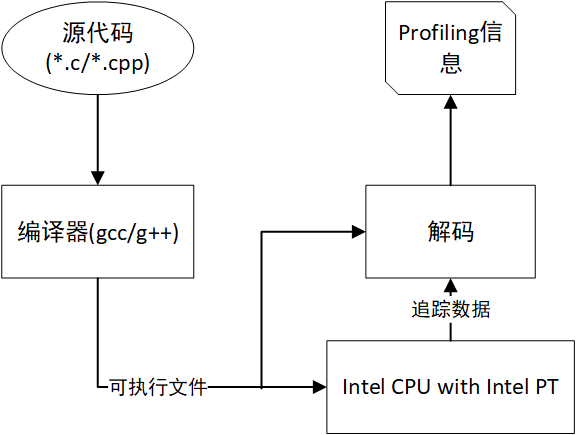 源代码
(*.c/*.cpp)
Profiling信
息
编译器(gcc/g++)
解码
追踪数据
可执行文件
Intel CPU with Intel PT